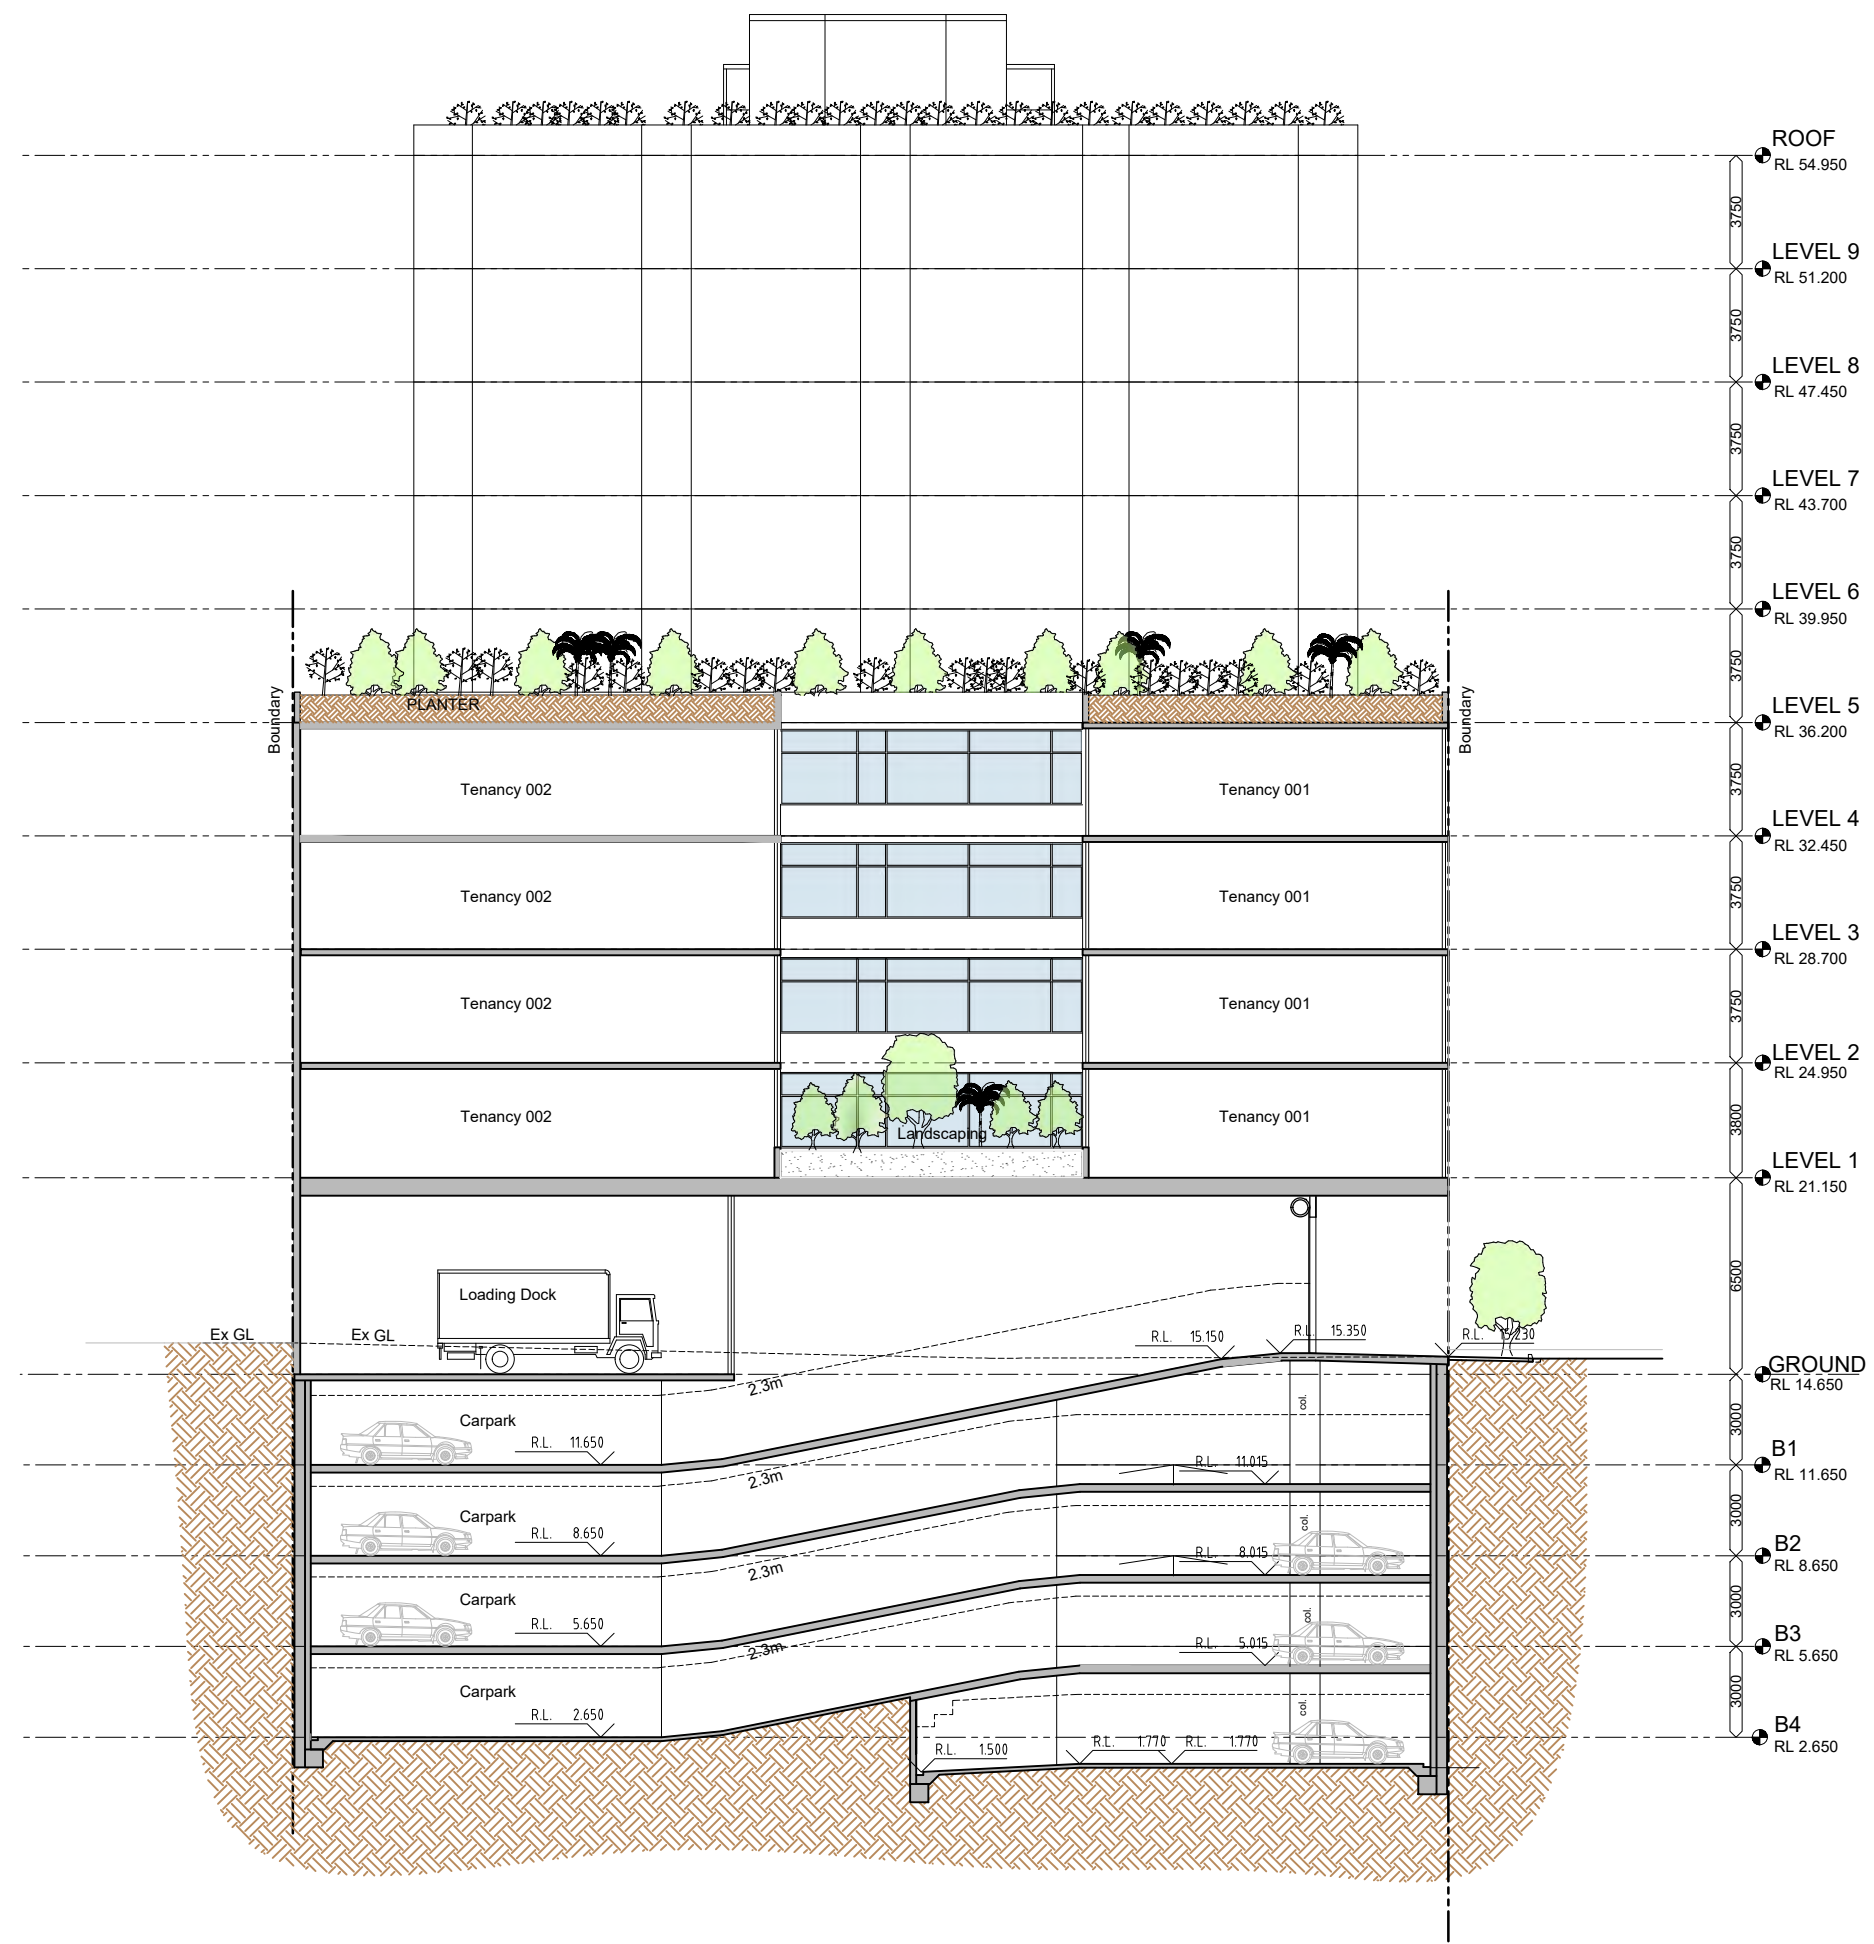 ROOF
RL 54.950
3750
LEVEL 9
RL 51.200
3750
LEVEL 8
RL 47.450
3750
LEVEL 7
RL 43.700
3750
LEVEL 6
RL 39.950
3750
Boundary
PLANTER
Boundary
LEVEL 5
RL 36.200
3750
Tenancy 002
Tenancy 001
LEVEL 4
RL 32.450
3750
Tenancy 002
Tenancy 001
LEVEL 3
RL 28.700
3750
Tenancy 002
Tenancy 001
LEVEL 2
RL 24.950
3800
Tenancy 002
Landscaping
Tenancy 001
LEVEL 1
RL 21.150
6500
Loading Dock
Ex GL
Ex GL
R.L. 15.150
R.L. 15.350
R.L. 15.230
GROUND
RL 14.650
3000
2.3m
col.
Carpark
R.L. 11.650
B1
RL 11.650
3000
2.3m
R.L. 11.015
Carpark
R.L. 8.650
col.
B2
RL 8.650
3000
2.3m
R.L. 8.015
Carpark
R.L. 5.650
col.
B3
RL 5.650
3000
2.3m
R.L. 5.015
Carpark
R.L. 2.650
col.
B4
RL 2.650
R.L. 1.500
R.L. 1.770
R.L. 1.770